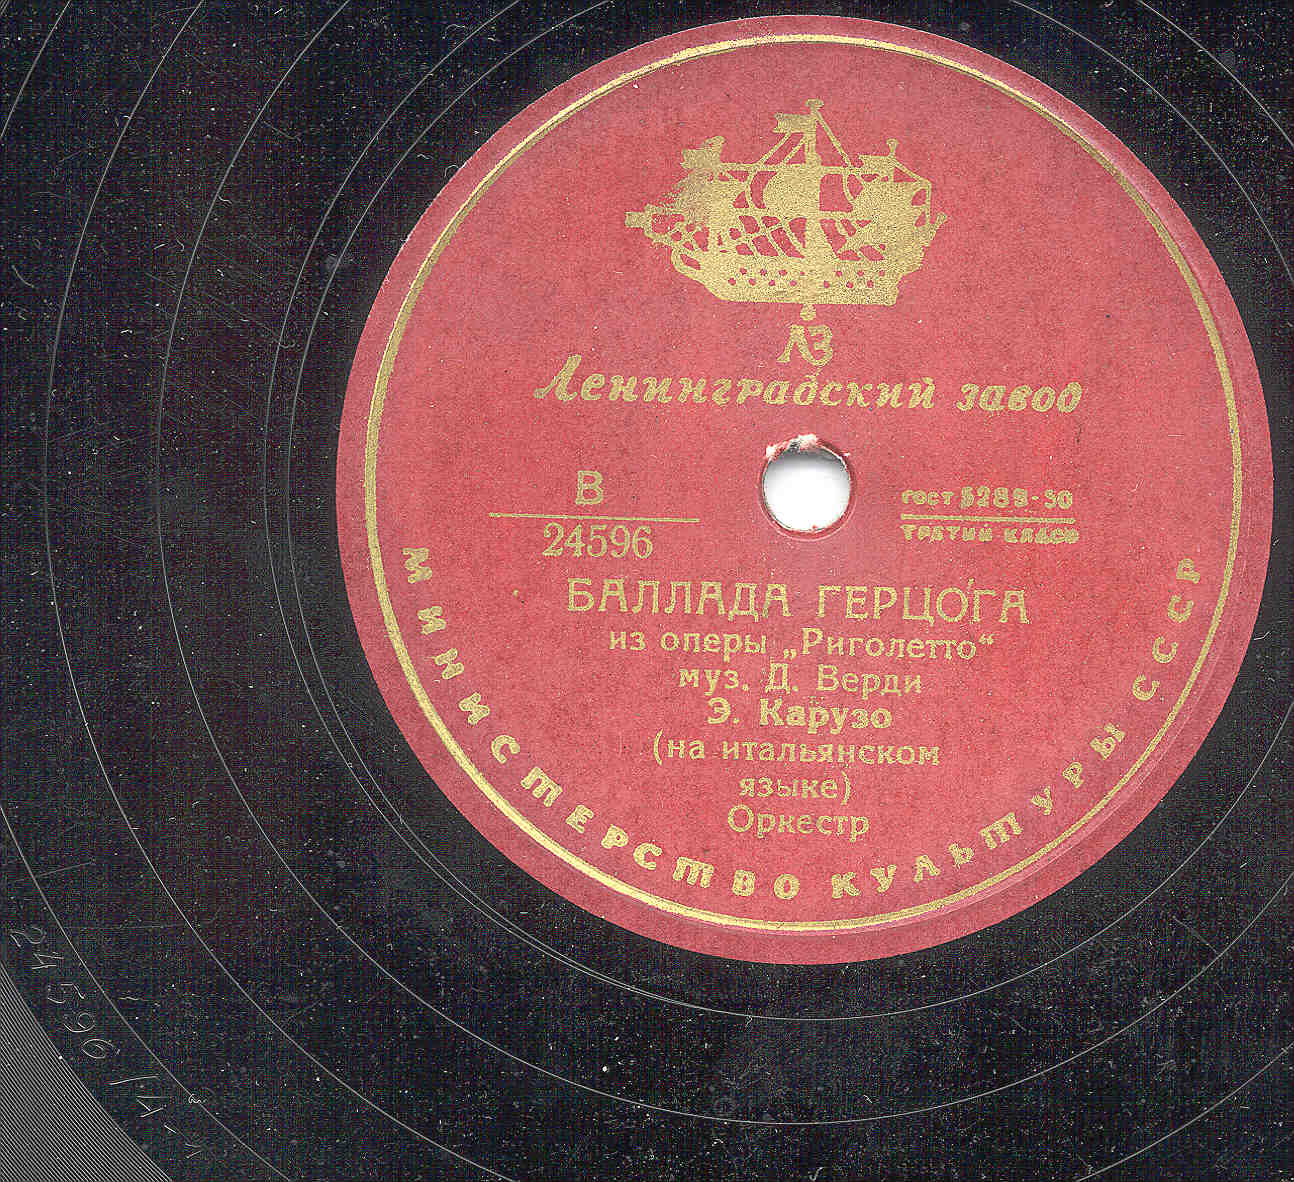 ЛЗ
Ленинградский завод
В
24596
ГОСТ 5289-50
ТРЕТИЙ КЛАСС
БАЛЛАДА ГЕРЦОГА
из оперы „Риголетто“
муз. Д. Верди
Э. Карузо
(на итальянском
языке)
Оркестр
МИНИСТЕРСТВО КУЛЬТУРЫ СССР
24596